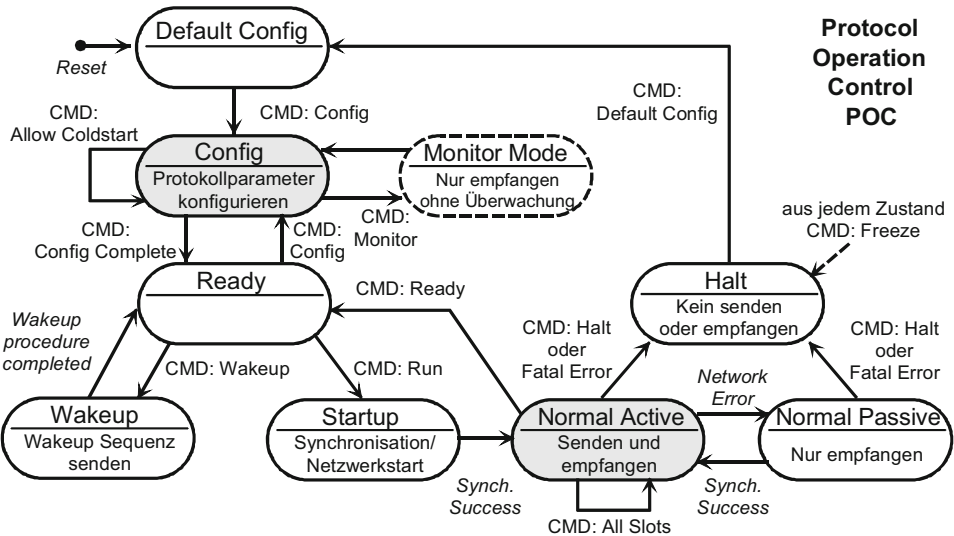 Default Config
Reset
Protocol
Operation
Control
POC
CMD: Config
CMD:
Default Config
CMD:
Allow Coldstart
Config
Protokollparameter
konfigurieren
Monitor Mode
Nur empfangen
ohne Überwachung
CMD:
Monitor
CMD:
Config Complete
CMD:
Config
aus jedem Zustand
CMD: Freeze
Ready
Halt
Kein senden
oder empfangen
CMD: Ready
Wakeup
procedure
completed
CMD: Wakeup
CMD: Run
CMD: Halt
oder
Fatal Error
CMD: Halt
oder
Fatal Error
Network
Error
Wakeup
Wakeup Sequenz
senden
Startup
Synchronisation/
Netzwerkstart
Normal Active
Senden und
empfangen
Normal Passive
Nur empfangen
Synch.
Success
Synch.
Success
CMD: All Slots